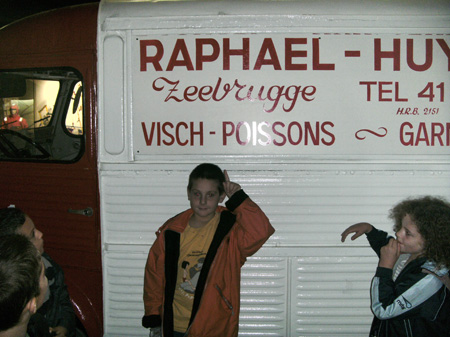 RAPHAEL - HUY
Zeebrugge TEL 41
H.R.B. 2151
VISCH - POISSONS ~ GARN